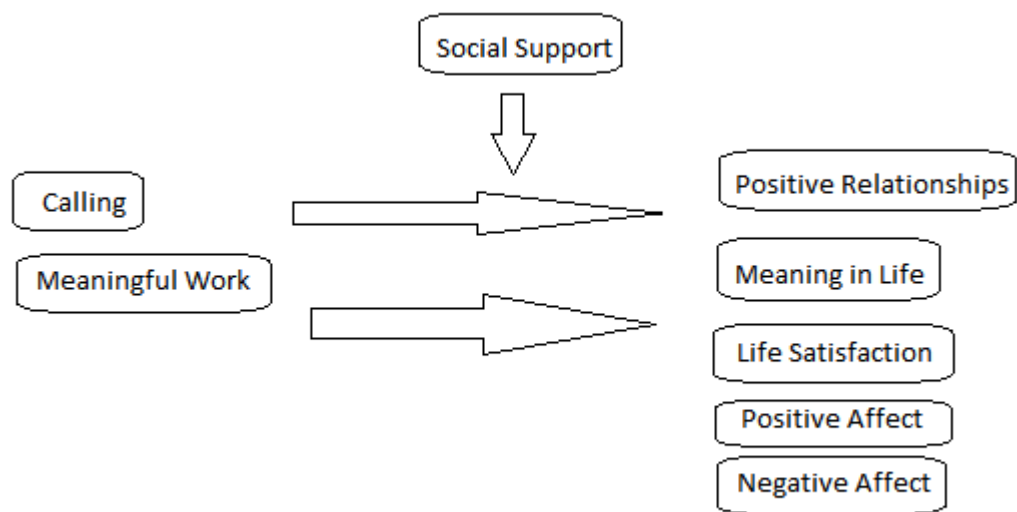 Social Support
Calling
Meaningful Work
Positive Relationships
Meaning in Life
Life Satisfaction
Positive Affect
Negative Affect